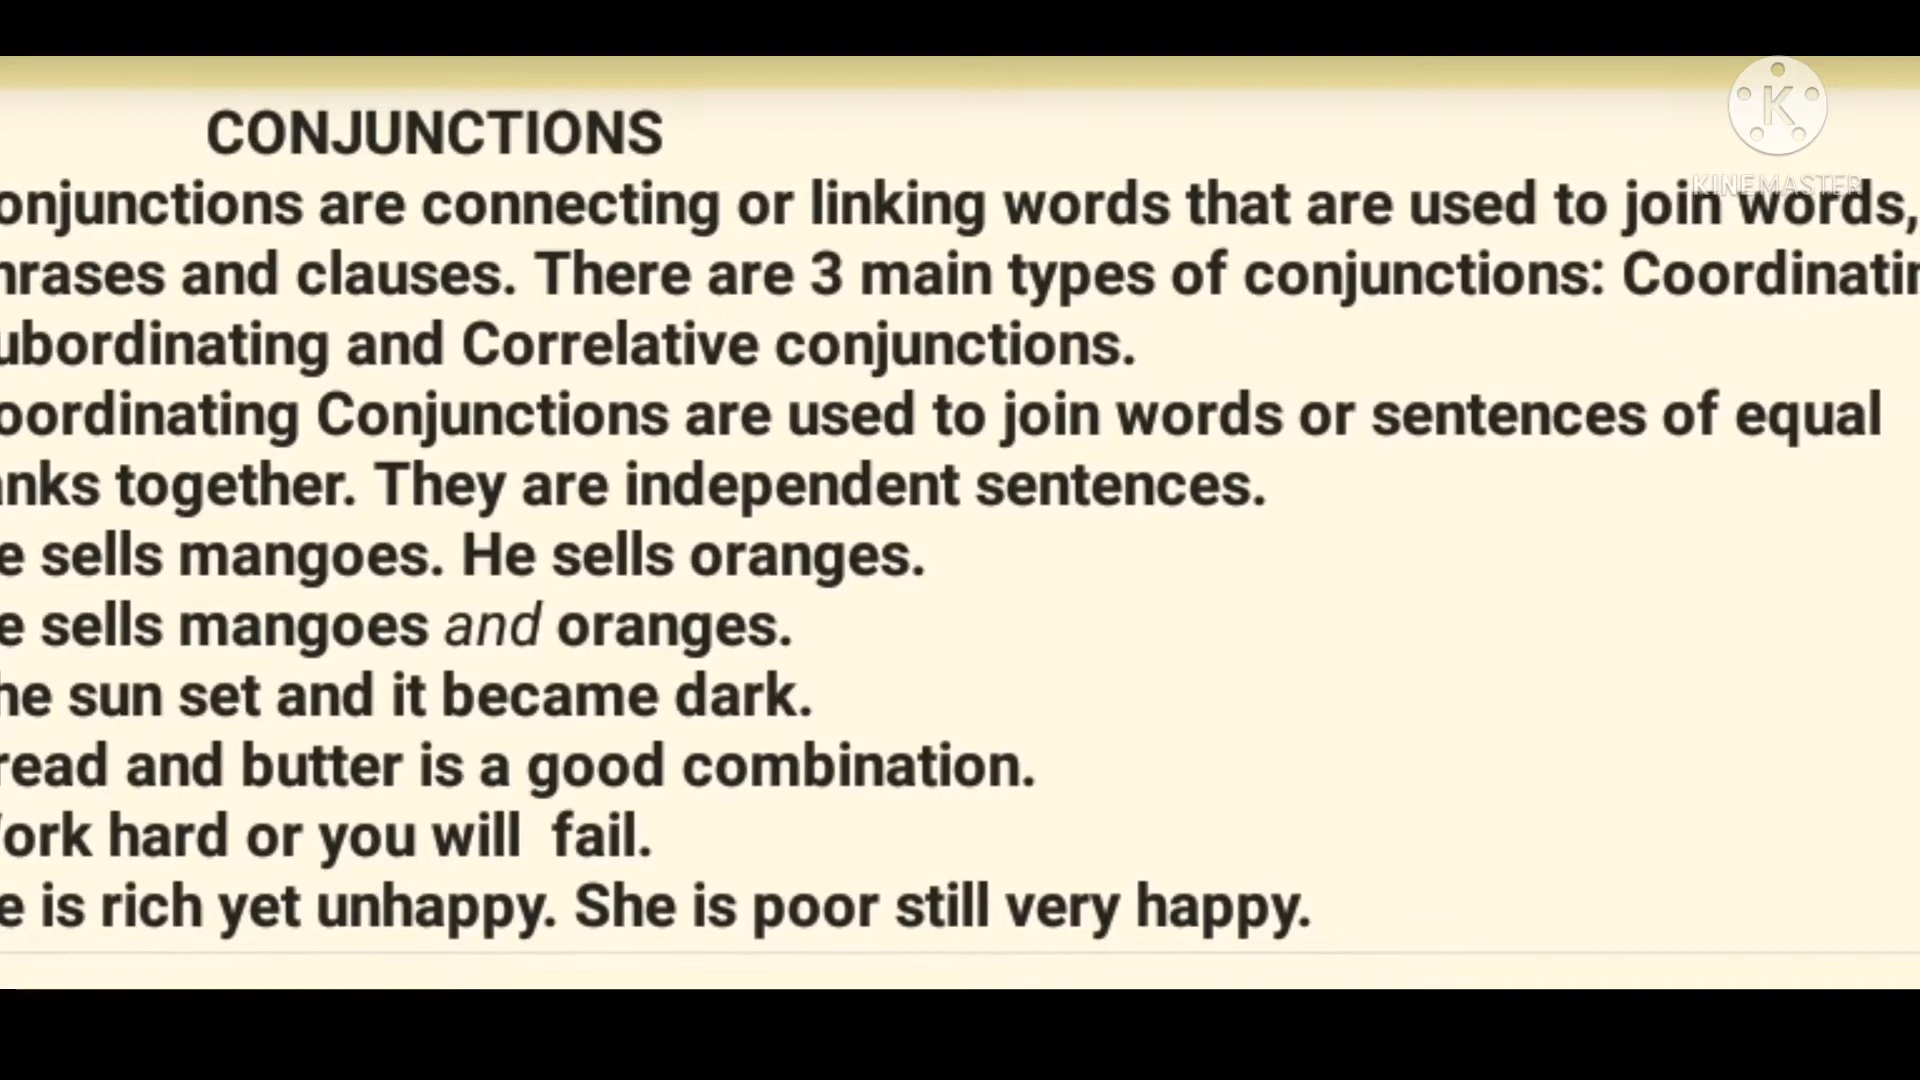 CONJUNCTIONS
K
KINEMASTER
onjunctions are connecting or linking words that are used to join words,
hrases and clauses. There are 3 main types of conjunctions: Coordinatin
ubordinating and Correlative conjunctions.
oordinating Conjunctions are used to join words or sentences of equal
anks together. They are independent sentences.
e sells mangoes. He sells oranges.
e sells mangoes and oranges.
he sun set and it became dark.
read and butter is a good combination.
ork hard or you will fail.
e is rich yet unhappy. She is poor still very happy.